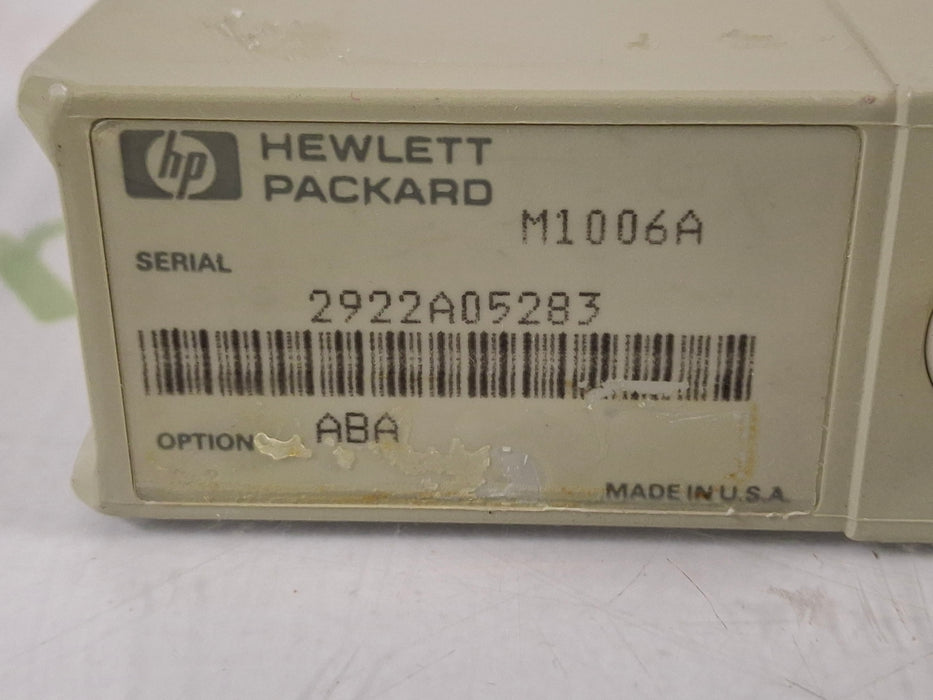 hp HEWLETT
PACKARD
M1006A
SERIAL
2922A05283
OPTION ABA
MADE IN U.S.A.